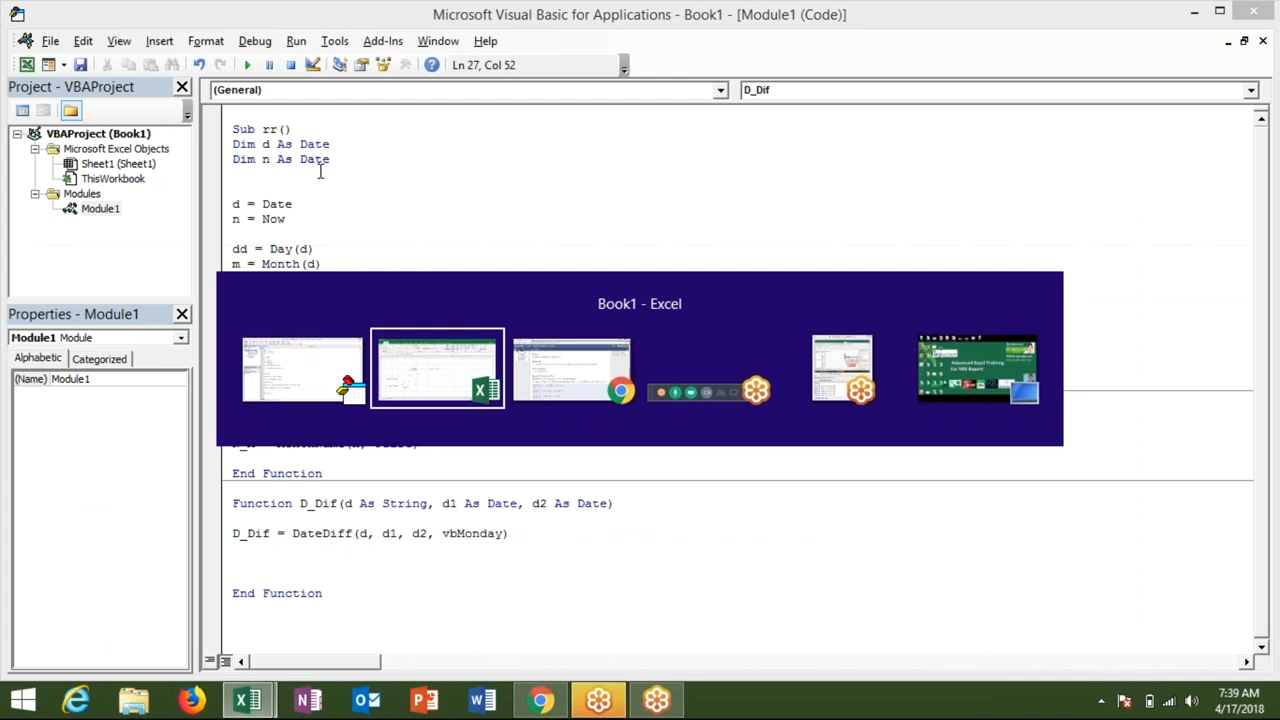 Microsoft Visual Basic for Applications - Book1 - [Module1 (Code)]
File Edit View Insert Format Debug Run Tools Add-Ins Window Help
Ln 27, Col 52
Project - VBAProject
(General)
D_Dif
VBAProject (Book1)
Microsoft Excel Objects
Sheet1 (Sheet1)
ThisWorkbook
Modules
Module1
Sub rr()
Dim d As Date
Dim n As Date
d = Date
n = Now
dd = Day(d)
m = Month(d)
Book1 - Excel
Properties - Module1
Module1 Module
Alphabetic Categorized
(Name) Module1
End Function
Function D_Dif(d As String, d1 As Date, d2 As Date)
D_Dif = DateDiff(d, d1, d2, vbMonday)
End Function
7:39 AM
4/17/2018